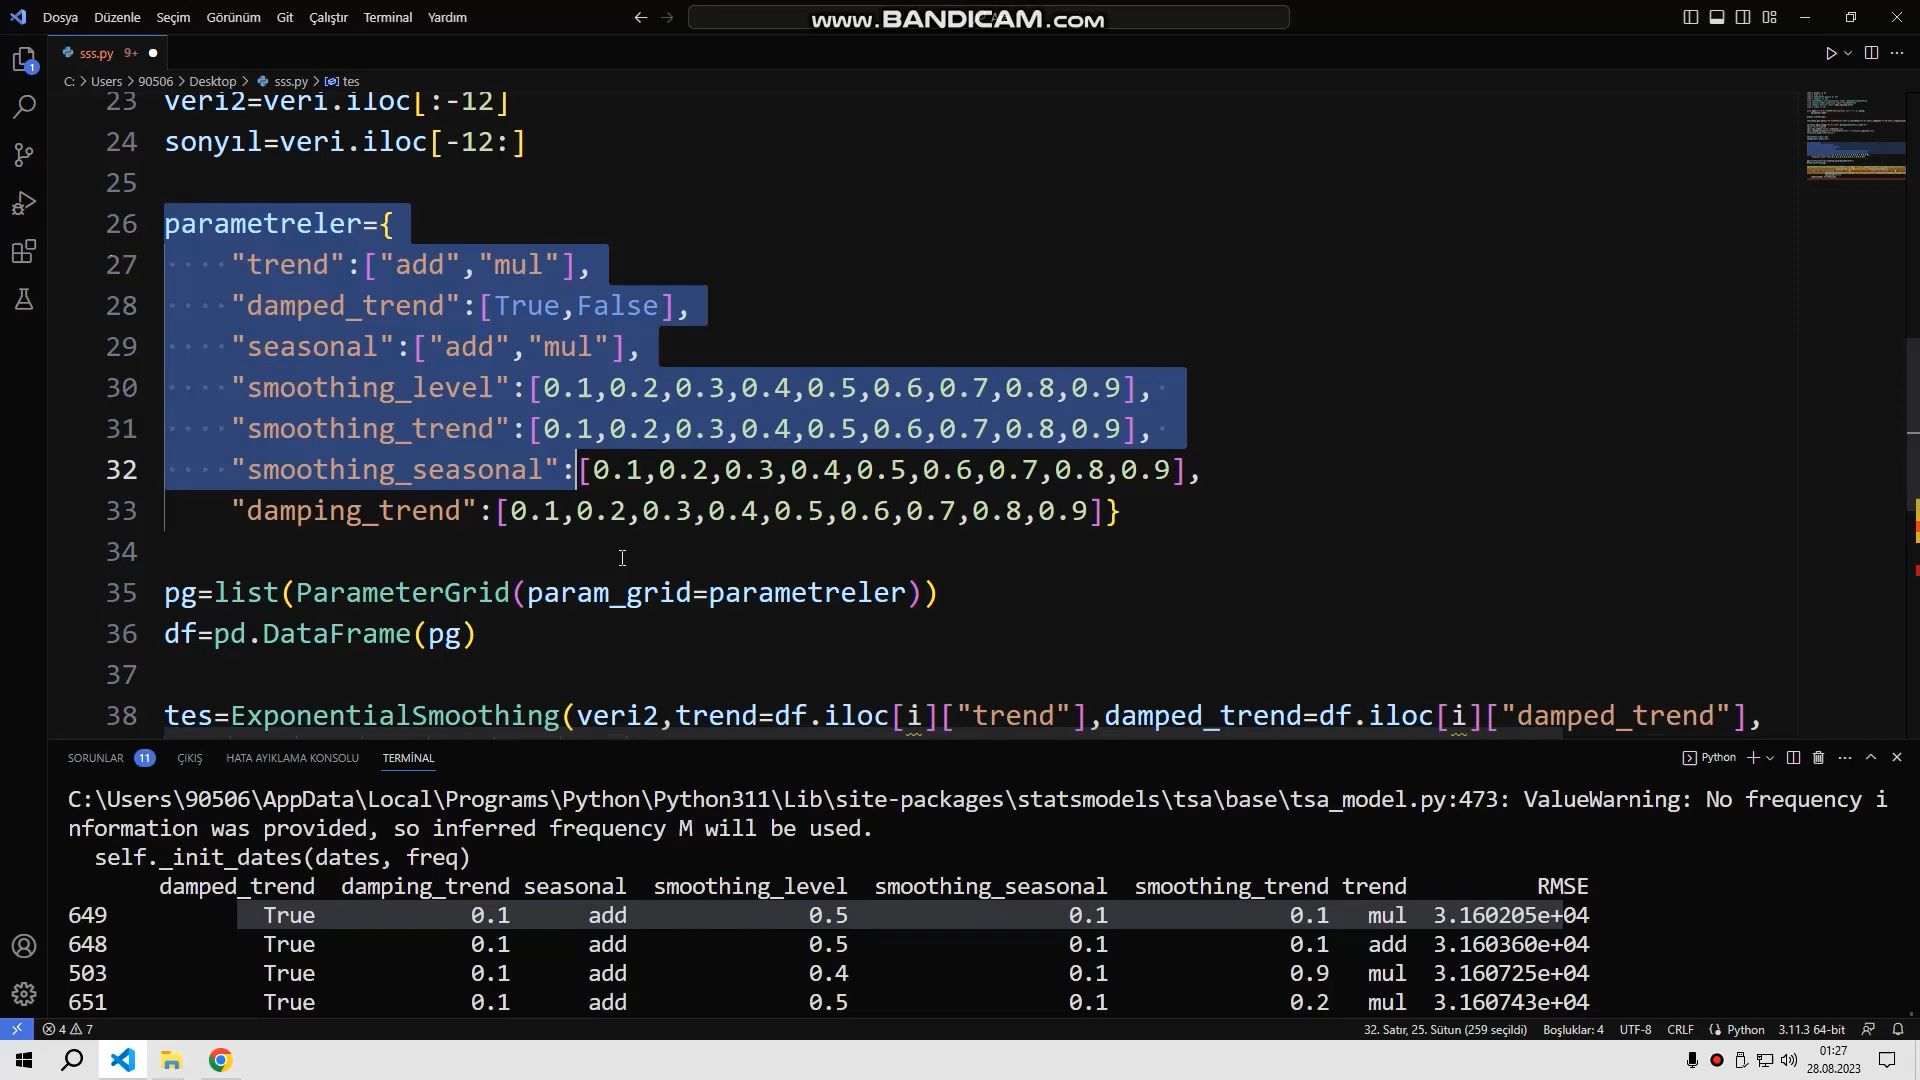 Dosya Düzenle Seçim Görünüm Git Çalıştır Terminal Yardım
www.BANDICAM.com
sss.py 9+
C: > Users > 90506 > Desktop > sss.py > tes
23 veri2=veri.iloc[:-12]
24 sonyıl=veri.iloc[-12:]
25
26 parametreler={
27 "trend":["add","mul"],
28 "damped_trend":[True,False],
29 "seasonal":["add","mul"],
30 "smoothing_level":[0.1,0.2,0.3,0.4,0.5,0.6,0.7,0.8,0.9],
31 "smoothing_trend":[0.1,0.2,0.3,0.4,0.5,0.6,0.7,0.8,0.9],
32 "smoothing_seasonal":[0.1,0.2,0.3,0.4,0.5,0.6,0.7,0.8,0.9],
33 "damping_trend":[0.1,0.2,0.3,0.4,0.5,0.6,0.7,0.8,0.9]}
34
35 pg=list(ParameterGrid(param_grid=parametreler))
36 df=pd.DataFrame(pg)
37
38 tes=ExponentialSmoothing(veri2,trend=df.iloc[i]["trend"],damped_trend=df.iloc[i]["damped_trend"],
SORUNLAR 11 ÇIKIŞ HATA AYIKLAMA KONSOLU TERMİNAL Python
C:\Users\90506\AppData\Local\Programs\Python\Python311\Lib\site-packages\statsmodels\tsa\base\tsa_model.py:473: ValueWarning: No frequency i
nformation was provided, so inferred frequency M will be used.
self._init_dates(dates, freq)
damped_trend damping_trend seasonal smoothing_level smoothing_seasonal smoothing_trend trend RMSE
649 True 0.1 add 0.5 0.1 0.1 mul 3.160205e+04
648 True 0.1 add 0.5 0.1 0.1 add 3.160360e+04
503 True 0.1 add 0.4 0.1 0.9 mul 3.160725e+04
651 True 0.1 add 0.5 0.1 0.2 mul 3.160743e+04
4 7 32. Satır, 25. Sütun (259 seçildi) Boşluklar: 4 UTF-8 CRLF Python 3.11.3 64-bit
01:27
28.08.2023